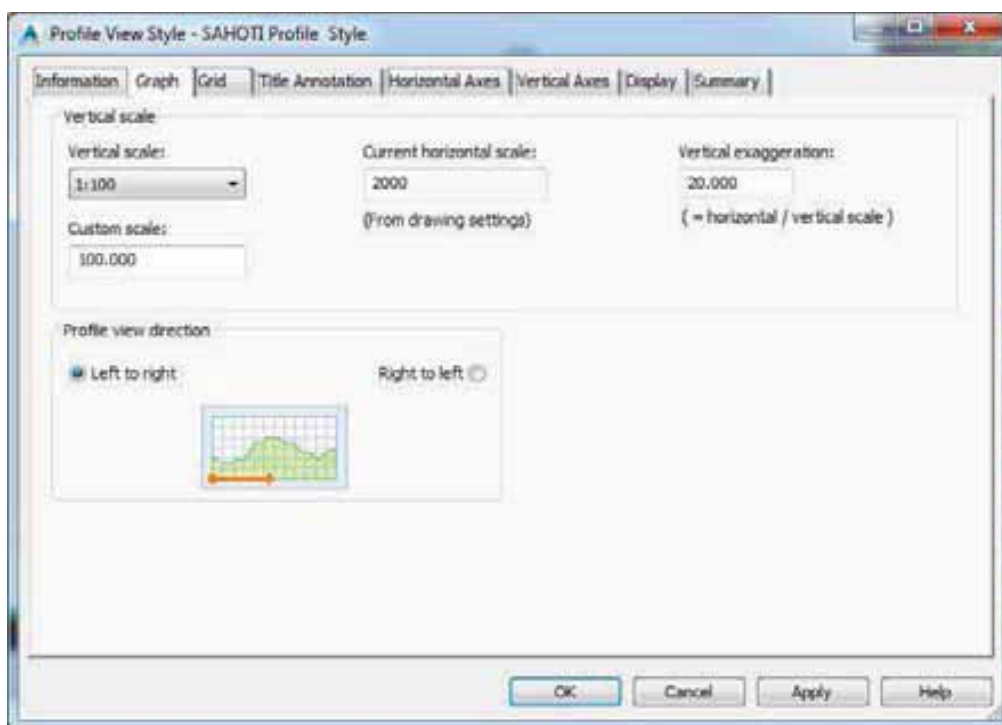 Profile View Style - SAHOTI Profile Style
Information Graph Grid Title Annotation Horizontal Axes Vertical Axes Display Summary
Vertical scale
Vertical scale: Current horizontal scale: Vertical exaggeration:
1:100 2000 20.000
(From drawing settings) ( = horizontal / vertical scale )
Custom scale:
100.000
Profile view direction
Left to right Right to left
OK Cancel Apply Help